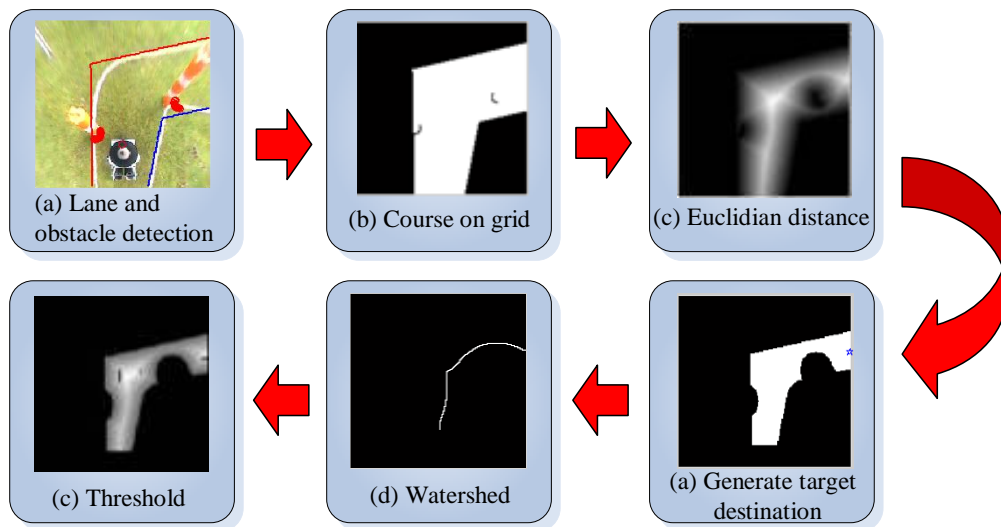 (a) Lane and
obstacle detection
(b) Course on grid
(c) Euclidian distance
(c) Threshold
(d) Watershed
(a) Generate target
destination